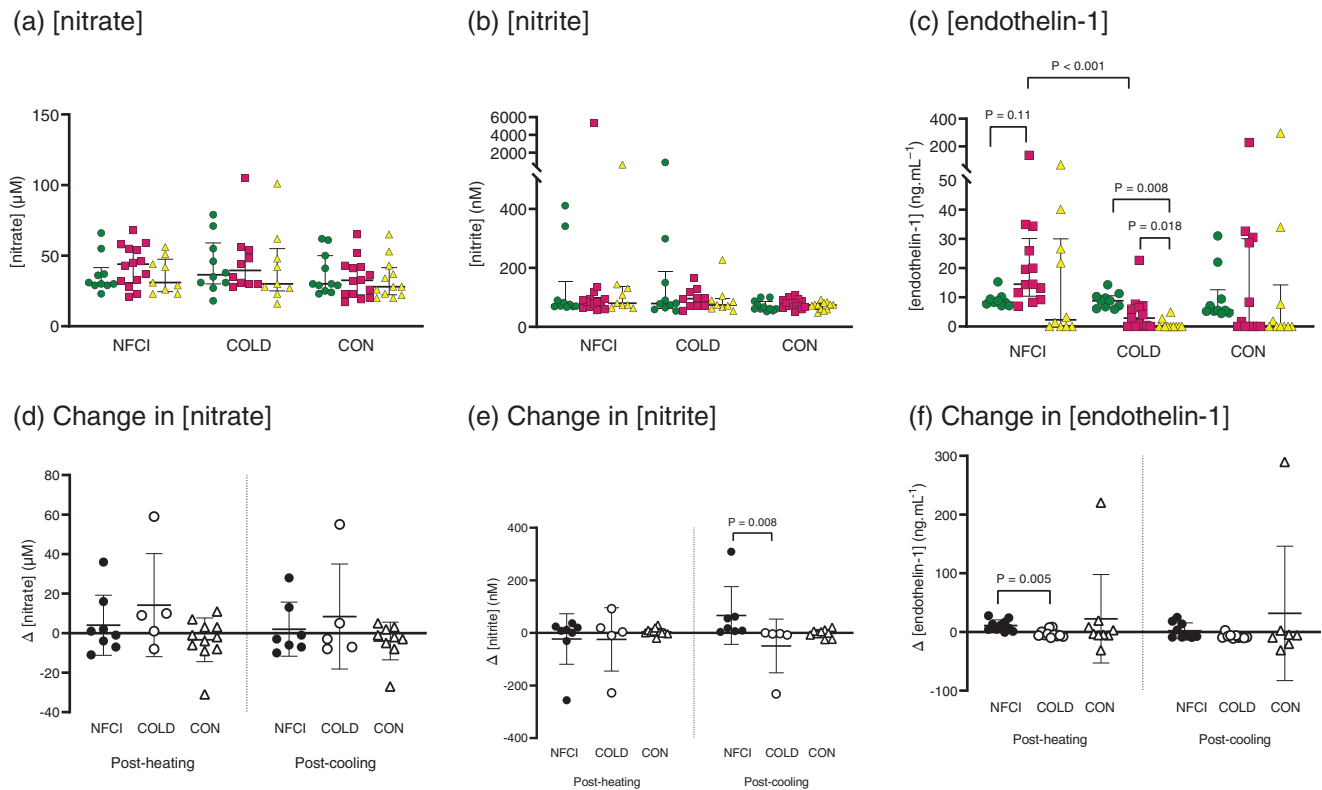 (a) [nitrate]
[nitrate] (µM)
150
100
50
0
NFCI COLD CON
(b) [nitrite]
[nitrite] (nM)
6000
4000
2000
400
200
0
NFCI COLD CON
(c) [endothelin-1]
[endothelin-1] (ng.mL⁻¹)
400
200
50
40
30
20
10
0
P < 0.001
P = 0.11
P = 0.008
P = 0.018
NFCI COLD CON
(d) Change in [nitrate]
Δ [nitrate] (µM)
80
60
40
20
0
-20
-40
NFCI COLD CON NFCI COLD CON
Post-heating Post-cooling
(e) Change in [nitrite]
Δ [nitrite] (nM)
400
200
0
-200
-400
P = 0.008
NFCI COLD CON NFCI COLD CON
Post-heating Post-cooling
(f) Change in [endothelin-1]
Δ [endothelin-1] (ng.mL⁻¹)
300
200
100
0
-100
P = 0.005
NFCI COLD CON NFCI COLD CON
Post-heating Post-cooling